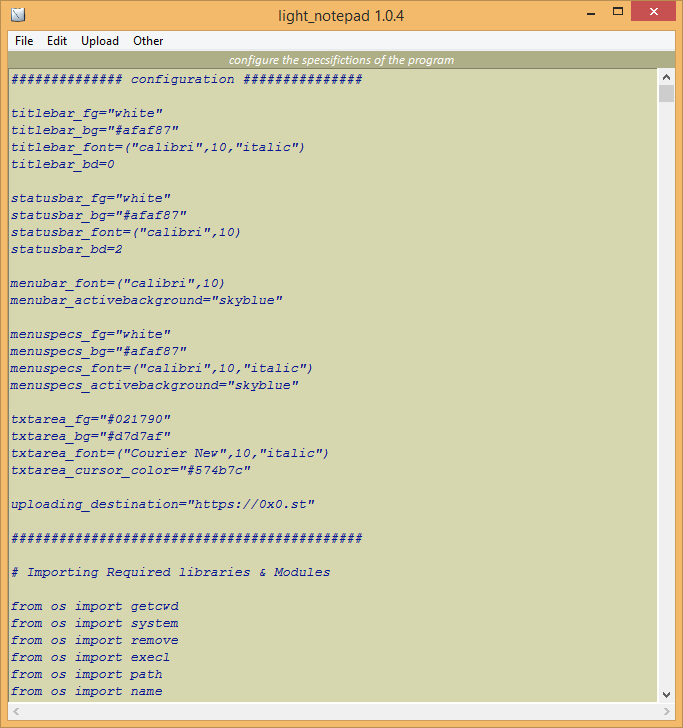 light_notepad 1.0.4
File Edit Upload Other
configure the specsifictions of the program
############## configuration ###############
titlebar_fg="white"
titlebar_bg="#afaf87"
titlebar_font=("calibri",10,"italic")
titlebar_bd=0
statusbar_fg="white"
statusbar_bg="#afaf87"
statusbar_font=("calibri",10)
statusbar_bd=2
menubar_font=("calibri",10)
menubar_activebackground="skyblue"
menuspecs_fg="white"
menuspecs_bg="#afaf87"
menuspecs_font=("calibri",10,"italic")
menuspecs_activebackground="skyblue"
txtarea_fg="#021790"
txtarea_bg="#d7d7af"
txtarea_font=("Courier New",10,"italic")
txtarea_cursor_color="#574b7c"
uploading_destination="https://0x0.st"
############################################
# Importing Required libraries & Modules
from os import getcwd
from os import system
from os import remove
from os import execl
from os import path
from os import name